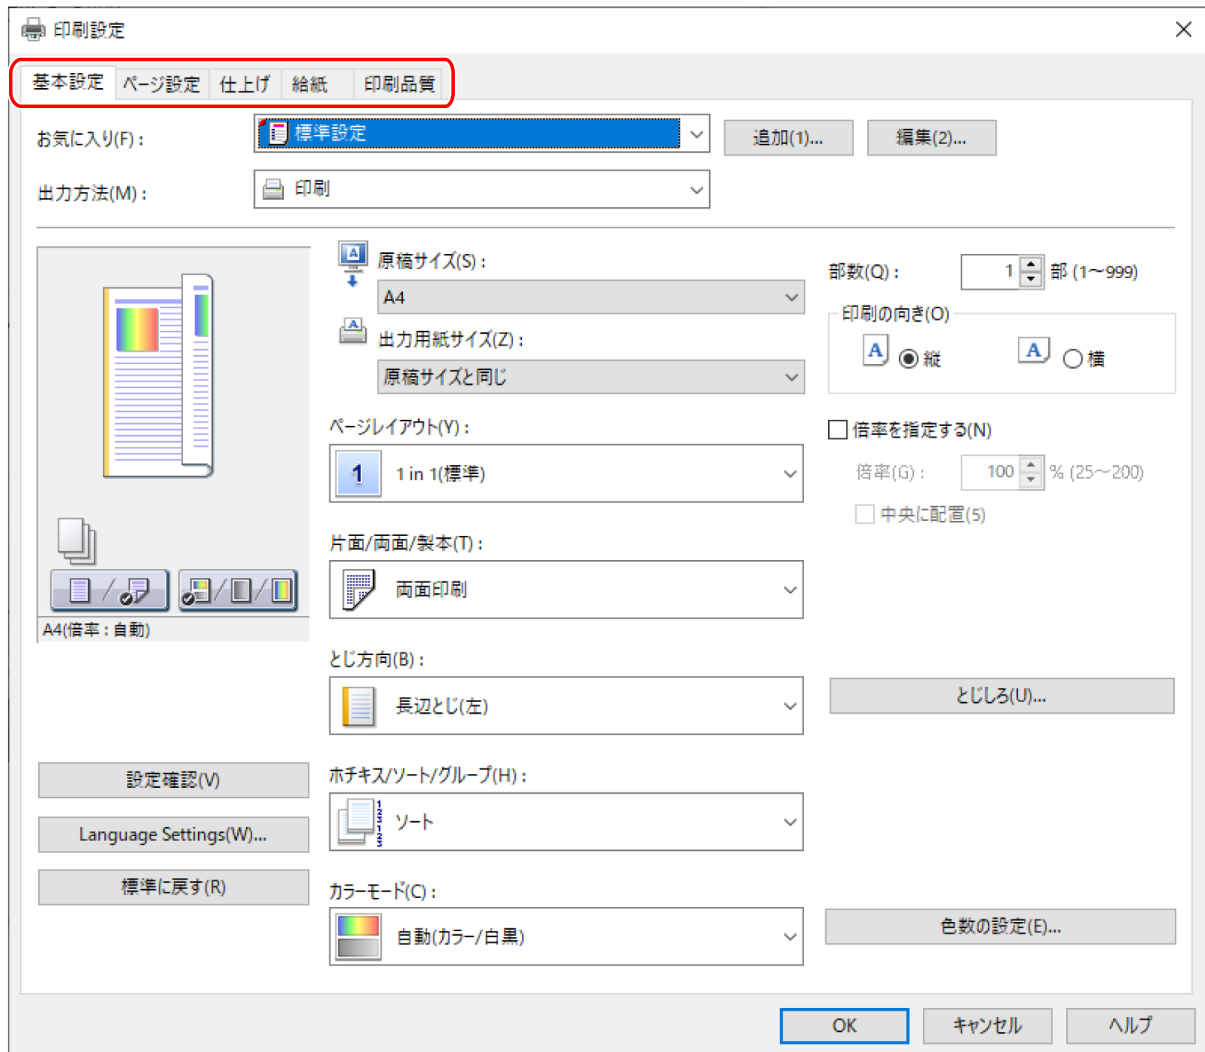 印刷設定
基本設定 ページ設定 仕上げ 給紙 印刷品質
お気に入り(F)： 標準設定 追加(1)... 編集(2)...
出力方法(M)： 印刷
原稿サイズ(S)：
A4
出力用紙サイズ(Z)：
原稿サイズと同じ
部数(Q)： 1 部 (1～999)
印刷の向き(O)
A 縦 A 横
ページレイアウト(Y)：
1 1 in 1(標準)
倍率を指定する(N)
倍率(G)： 100 % (25～200)
中央に配置(5)
片面/両面/製本(T)：
両面印刷
A4(倍率：自動)
とじ方向(B)：
長辺とじ(左)
とじしろ(U)...
設定確認(V)
Language Settings(W)...
標準に戻す(R)
ホチキス/ソート/グループ(H)：
123123 ソート
カラーモード(C)：
自動(カラー/白黒)
色数の設定(E)...
OK キャンセル ヘルプ